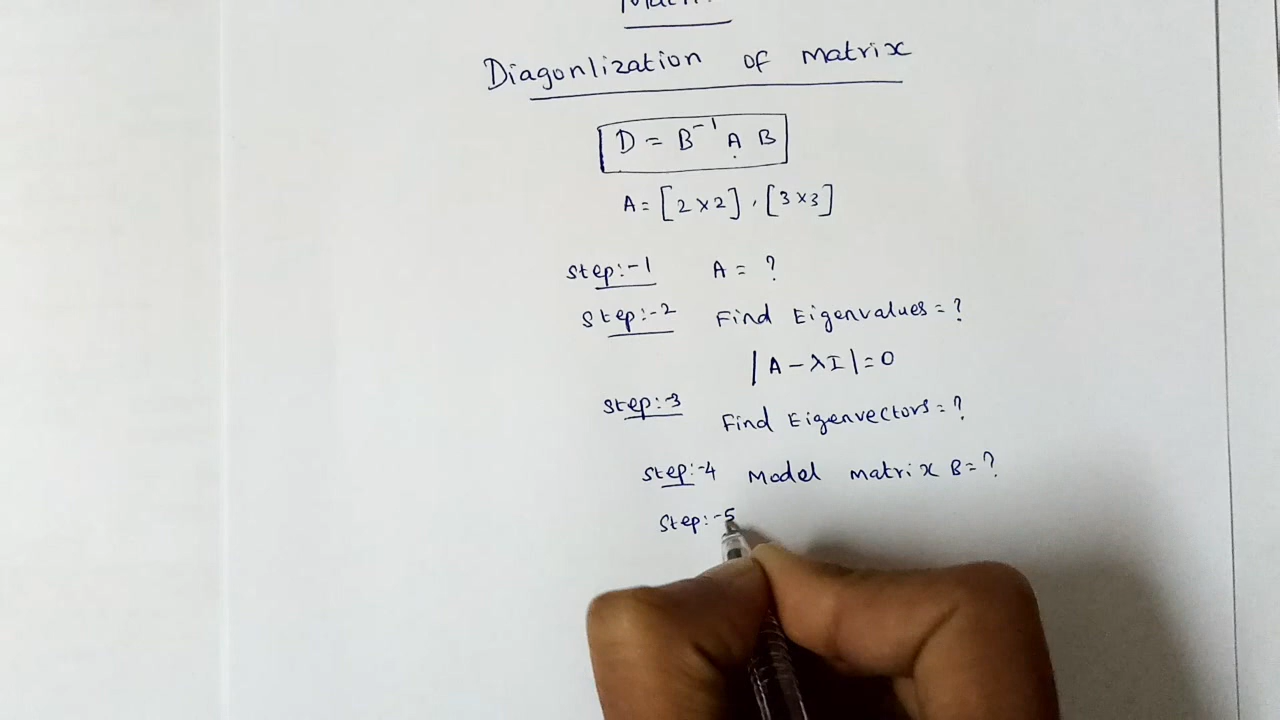 Diagonlization of matrix
D = B⁻¹ A B
A = [2×2], [3×3]
Step:-1 A = ?
Step:-2 Find Eigenvalues = ?
|A - λI| = 0
Step:-3 Find Eigenvectors = ?
Step:-4 Model matrix B = ?
Step:-5